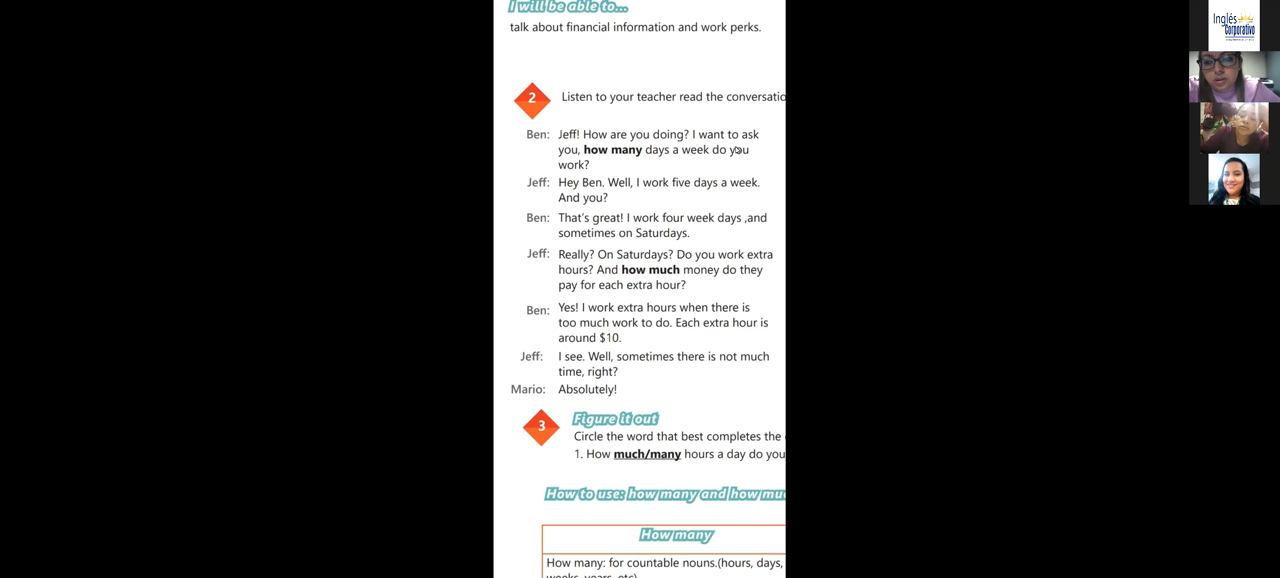 I will be able to...
talk about financial information and work perks.
2 Listen to your teacher read the conversatio
Ben: Jeff! How are you doing? I want to ask
you, how many days a week do you
work?
Jeff: Hey Ben. Well, I work five days a week.
And you?
Ben: That's great! I work four week days ,and
sometimes on Saturdays.
Jeff: Really? On Saturdays? Do you work extra
hours? And how much money do they
pay for each extra hour?
Ben: Yes! I work extra hours when there is
too much work to do. Each extra hour is
around $10.
Jeff: I see. Well, sometimes there is not much
time, right?
Mario: Absolutely!
3 Figure it out
Circle the word that best completes the
1. How much/many hours a day do you
How to use: how many and how mu
How many
How many: for countable nouns.(hours, days,
weeks, years, etc)
Inglés
Corporativo